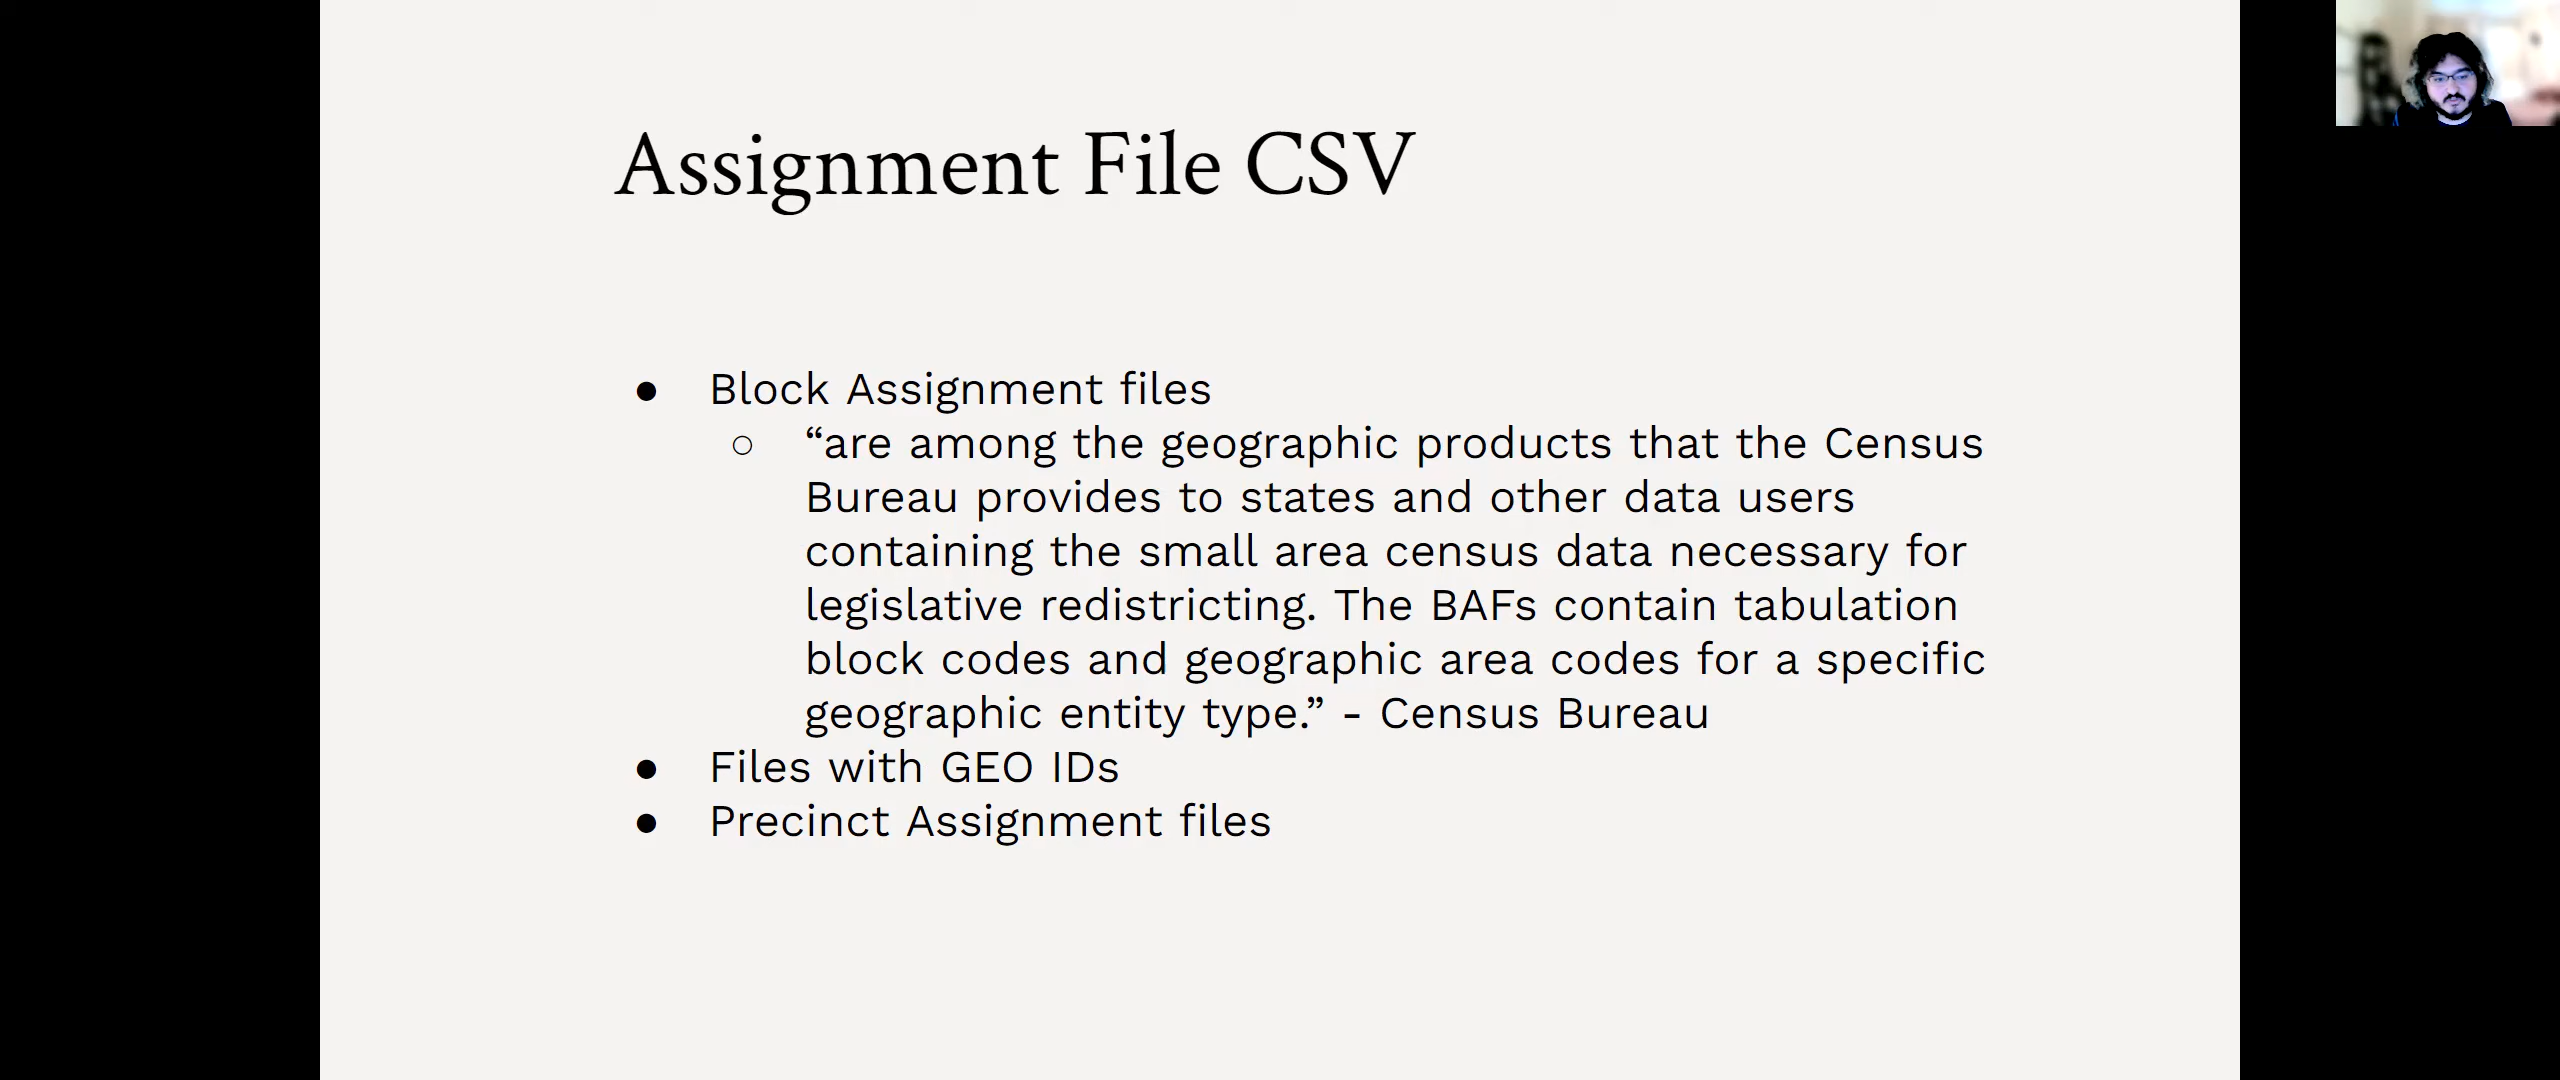 Assignment File CSV
● Block Assignment files
○ “are among the geographic products that the Census
Bureau provides to states and other data users
containing the small area census data necessary for
legislative redistricting. The BAFs contain tabulation
block codes and geographic area codes for a specific
geographic entity type.” - Census Bureau
● Files with GEO IDs
● Precinct Assignment files